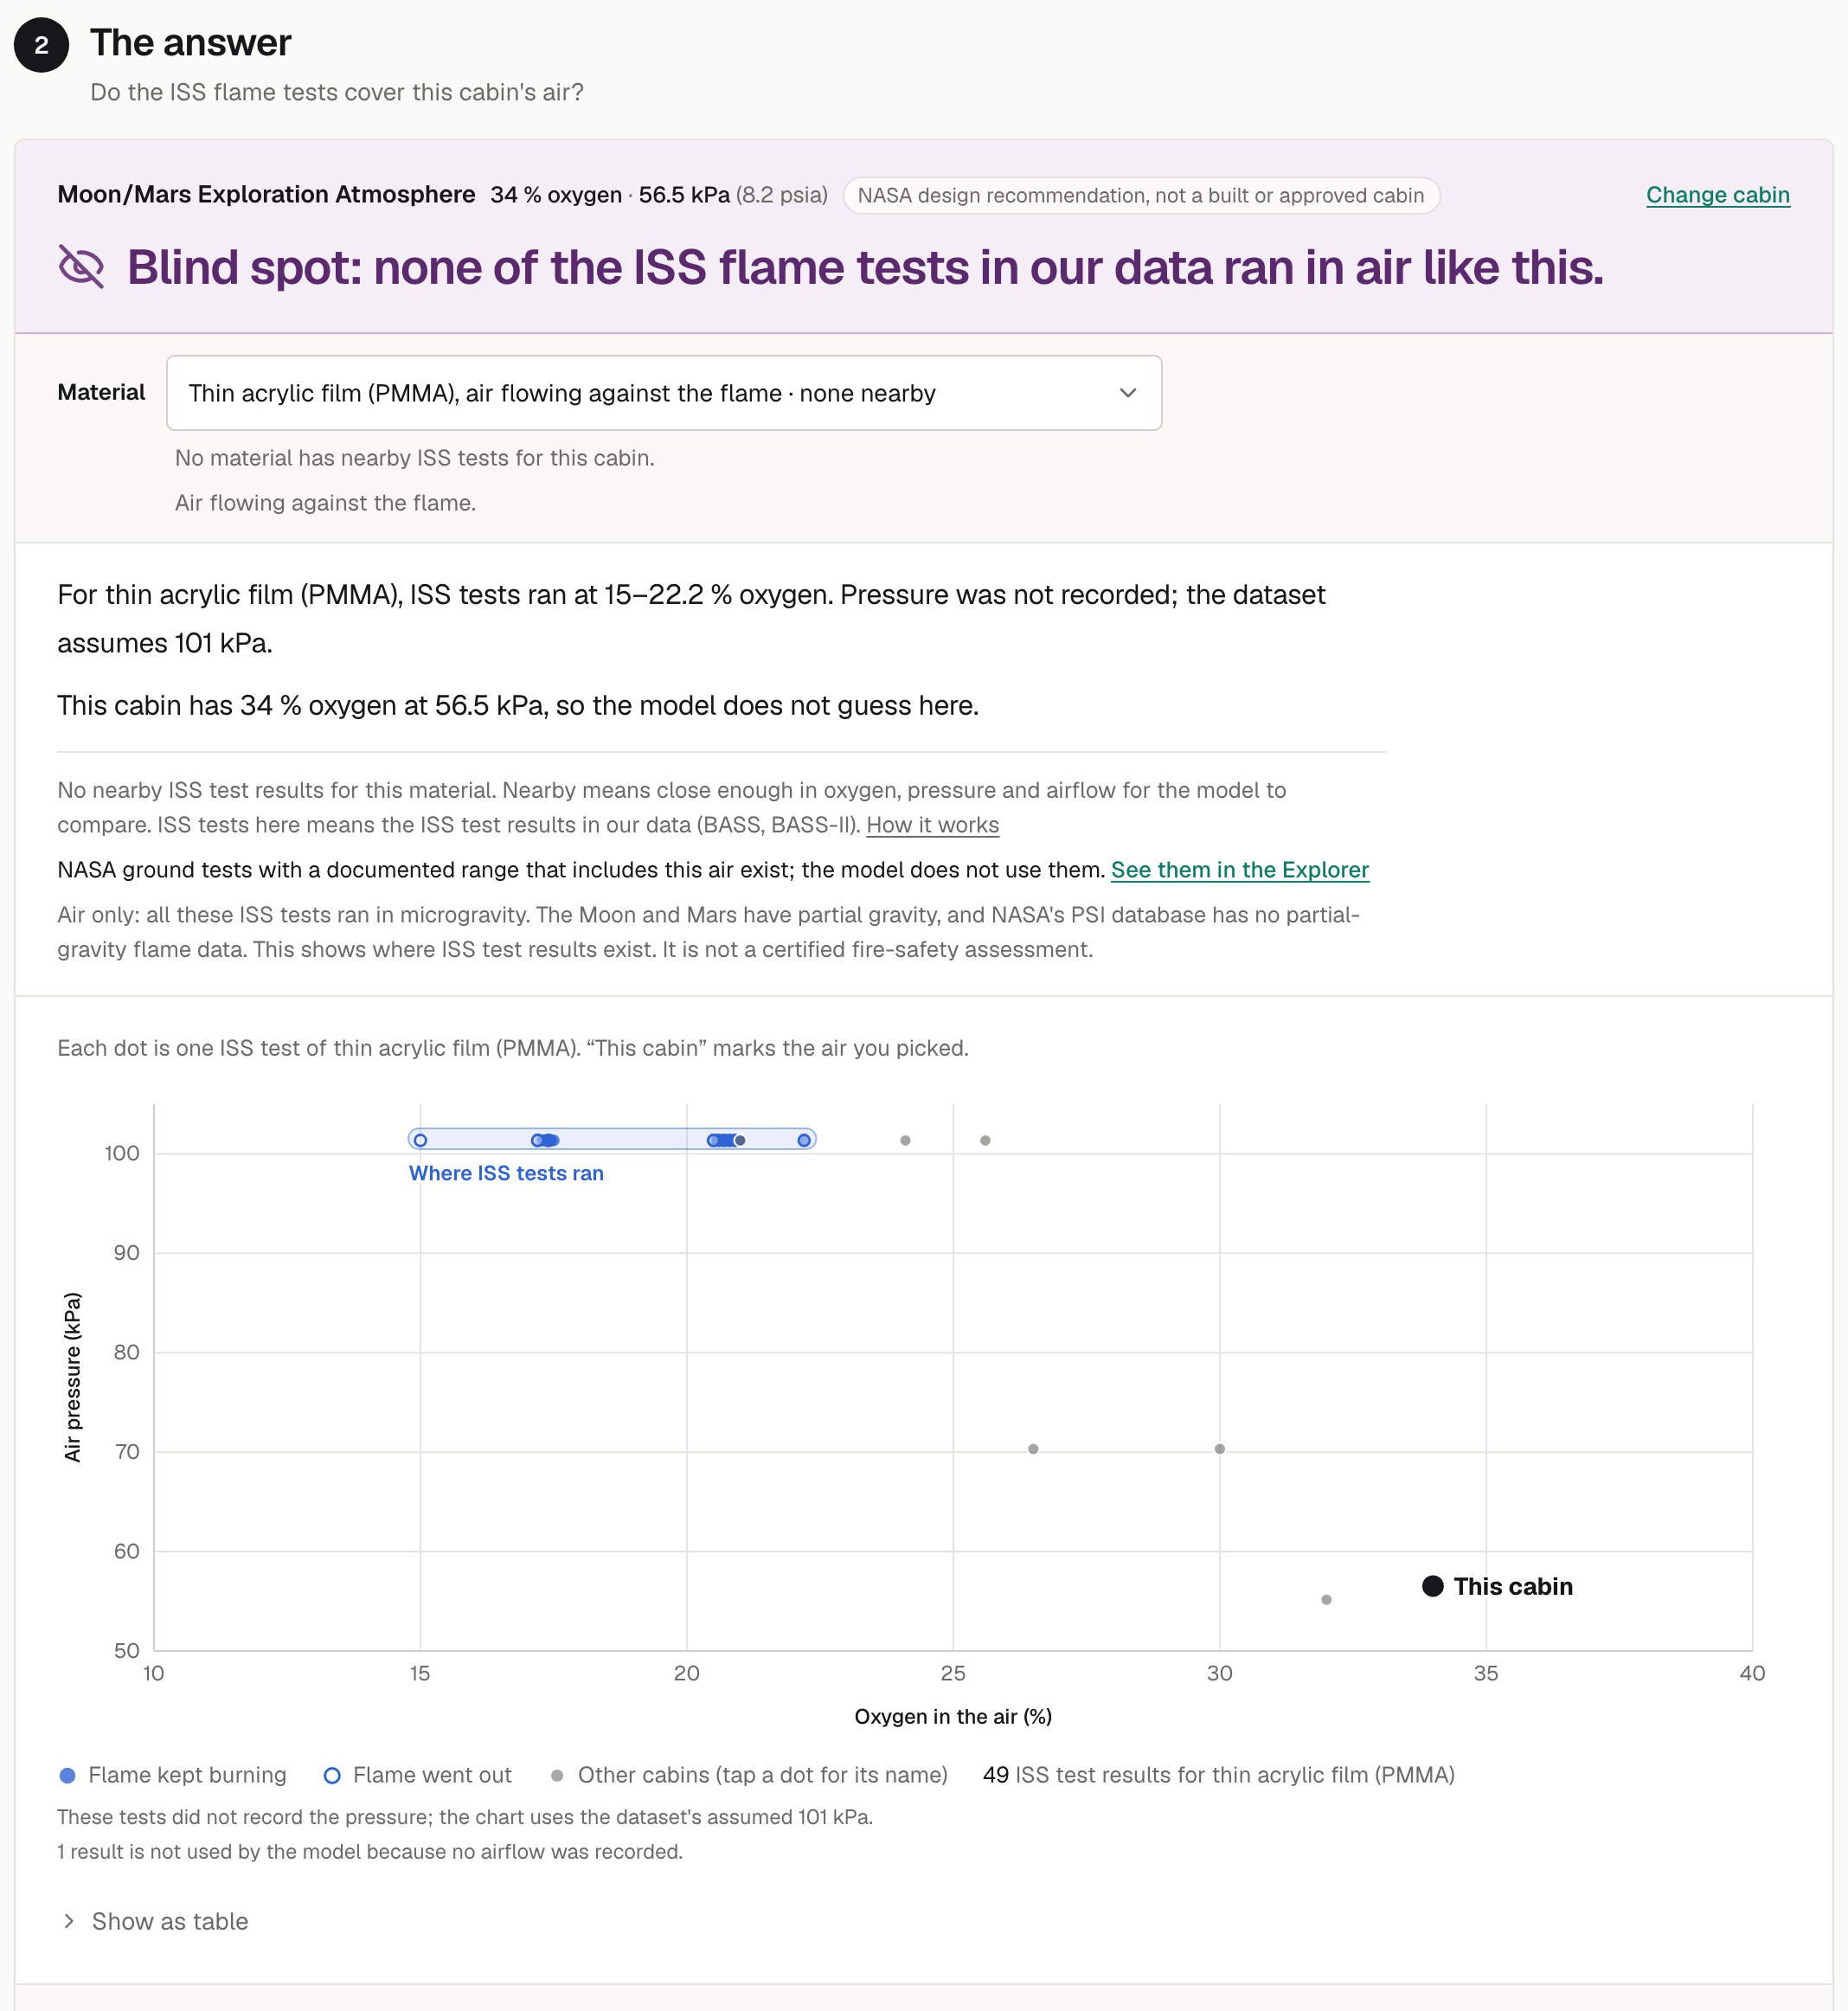 2
The answer
Do the ISS flame tests cover this cabin's air?
Moon/Mars Exploration Atmosphere 34 % oxygen · 56.5 kPa (8.2 psia) NASA design recommendation, not a built or approved cabin Change cabin
Blind spot: none of the ISS flame tests in our data ran in air like this.
Material Thin acrylic film (PMMA), air flowing against the flame · none nearby
No material has nearby ISS tests for this cabin.
Air flowing against the flame.
For thin acrylic film (PMMA), ISS tests ran at 15–22.2 % oxygen. Pressure was not recorded; the dataset
assumes 101 kPa.
This cabin has 34 % oxygen at 56.5 kPa, so the model does not guess here.
No nearby ISS test results for this material. Nearby means close enough in oxygen, pressure and airflow for the model to
compare. ISS tests here means the ISS test results in our data (BASS, BASS-II). How it works
NASA ground tests with a documented range that includes this air exist; the model does not use them. See them in the Explorer
Air only: all these ISS tests ran in microgravity. The Moon and Mars have partial gravity, and NASA's PSI database has no partial-
gravity flame data. This shows where ISS test results exist. It is not a certified fire-safety assessment.
Each dot is one ISS test of thin acrylic film (PMMA). “This cabin” marks the air you picked.
100
Where ISS tests ran
90
80
Air pressure (kPa)
70
60
This cabin
50
10 15 20 25 30 35 40
Oxygen in the air (%)
Flame kept burning Flame went out Other cabins (tap a dot for its name) 49 ISS test results for thin acrylic film (PMMA)
These tests did not record the pressure; the chart uses the dataset's assumed 101 kPa.
1 result is not used by the model because no airflow was recorded.
Show as table